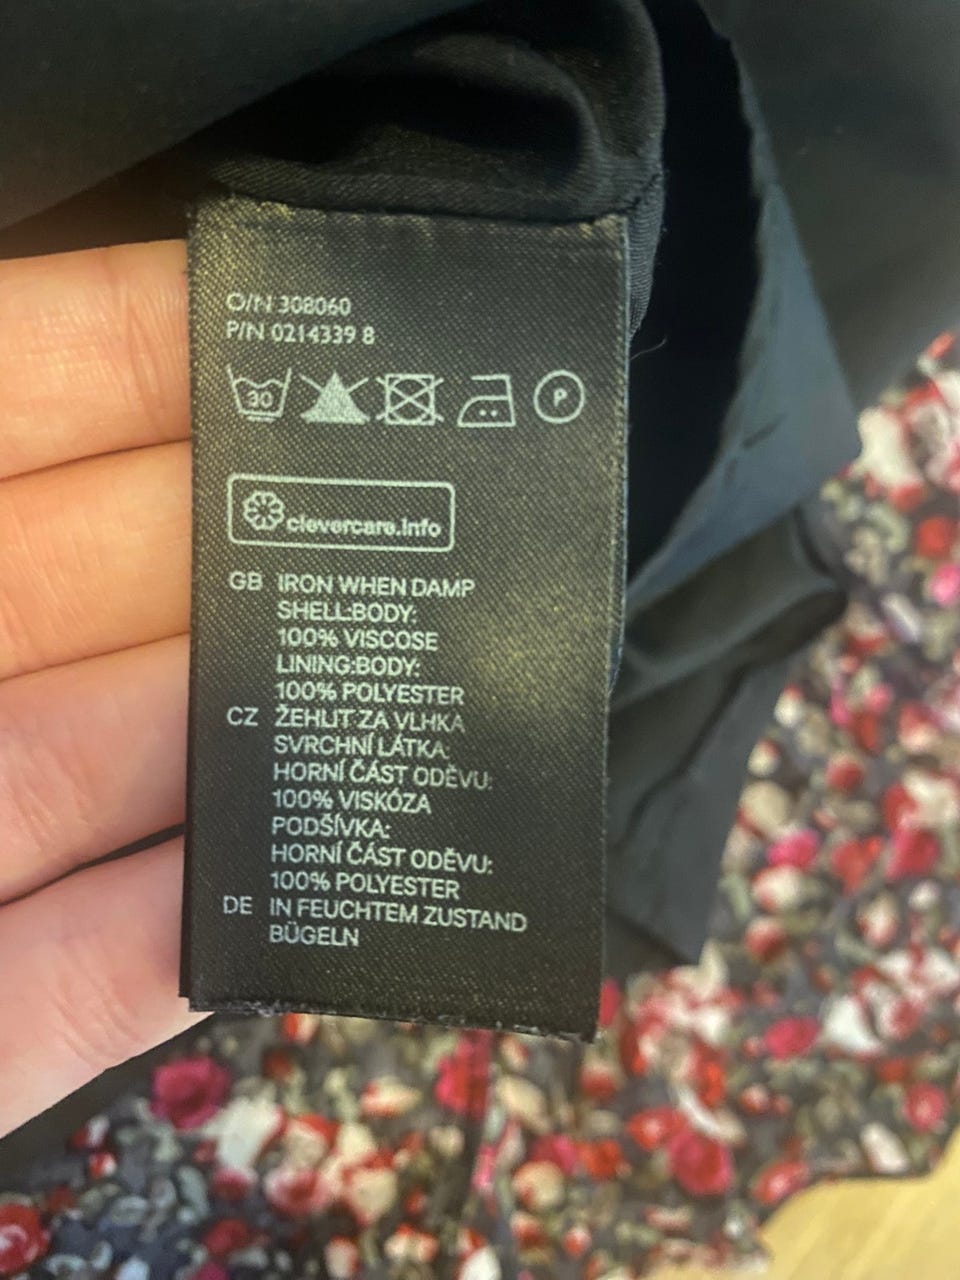 O/N 308060
P/N 0214339 8
30 P
clevercare.info
GB IRON WHEN DAMP
SHELL:BODY:
100% VISCOSE
LINING:BODY:
100% POLYESTER
CZ ŽEHLIT ZA VLHKA
SVRCHNÍ LÁTKA:
HORNÍ ČÁST ODĚVU:
100% VISKÓZA
PODŠÍVKA:
HORNÍ ČÁST ODĚVU:
100% POLYESTER
DE IN FEUCHTEM ZUSTAND
BÜGELN